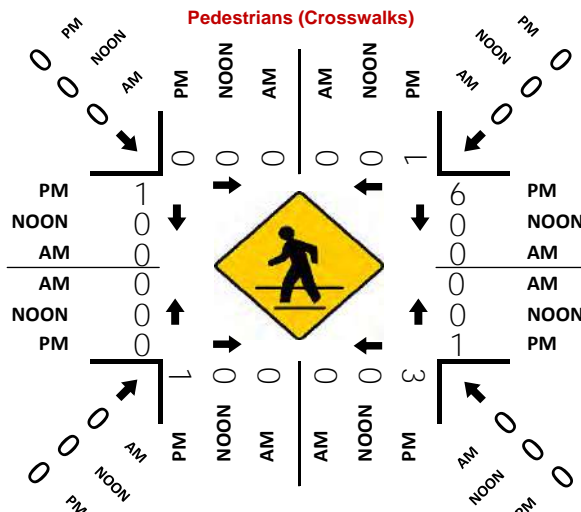 Pedestrians (Crosswalks)
0 PM
0 NOON
0 AM
PM NOON AM AM NOON PM
PM 0
NOON 0
AM 0
0 0 0 0 0 1
PM 1 6 PM
NOON 0 0 NOON
AM 0 0 AM
AM 0 0 AM
NOON 0 0 NOON
PM 0 1 PM
1 0 0 0 0 3
PM NOON AM AM NOON PM
0 AM
0 NOON
0 PM
AM 0
NOON 0
PM 0